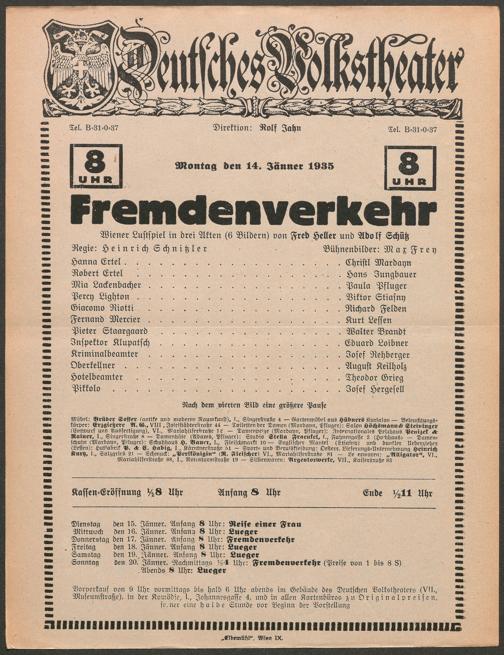 Deutsches Volkstheater
Tel. B-31-0-37 Direktion: Rolf Jahn Tel. B-31-0-37
8 UHR Montag den 14. Jänner 1935 8 UHR
Fremdenverkehr
Wiener Lustspiel in drei Akten (6 Bildern) von Fred Heller und Adolf Schütz
Regie: Heinrich Schnitzler Bühnenbilder: Max Frey
Hanna Ertel . . . Christl Mardayn
Robert Ertel . . . Hans Jungbauer
Mia Lackenbacher . . . Paula Pfluger
Percy Lighton . . . Viktor Stiasny
Giacomo Riotti . . . Richard Felden
Fernand Mercier . . . Kurt Lessen
Pieter Staargaard . . . Walter Brandt
Inspektor Klupatsch . . . Eduard Loibner
Kriminalbeamter . . . Josef Rehberger
Oberkellner . . . August Keilholz
Hotelbeamter . . . Theodor Grieg
Pikkolo . . . Josef Hergesell
Nach dem vierten Bild eine größere Pause
Kassen-Eröffnung ½8 Uhr Anfang 8 Uhr Ende ½11 Uhr
Dienstag den 15. Jänner. Anfang 8 Uhr: Reise einer Frau
Mittwoch den 16. Jänner. Anfang 8 Uhr: Lueger
Donnerstag den 17. Jänner. Anfang 8 Uhr: Fremdenverkehr
Freitag den 18. Jänner. Anfang 8 Uhr: Lueger
Samstag den 19. Jänner. Anfang 8 Uhr: Lueger
Sonntag den 20. Jänner. Nachmittags Uhr: Fremdenverkehr (Preise von 1 bis 8 S)
Abends 8 Uhr: Lueger
Vorverkauf von 9 Uhr vormittags bis halb 6 Uhr abends im Gebäude des Deutschen Volkstheaters (VII.,
Museumstraße), in der Komödie, I., Johannesgasse 4, und in allen Kartenbüros zu Originalpreisen,
ferner eine halbe Stunde vor Beginn der Vorstellung
„Elbemühl", Wien IX.